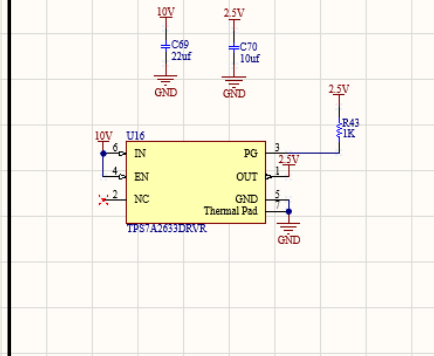 10V
2.5V
C69
22uf
C70
10uf
GND
GND
2.5V
R43
1K
10V
U16
6 IN
PG 3
2.5V
4 EN
OUT 1
2 NC
GND 5
Thermal Pad 7
TPS7A2633DRVR
GND